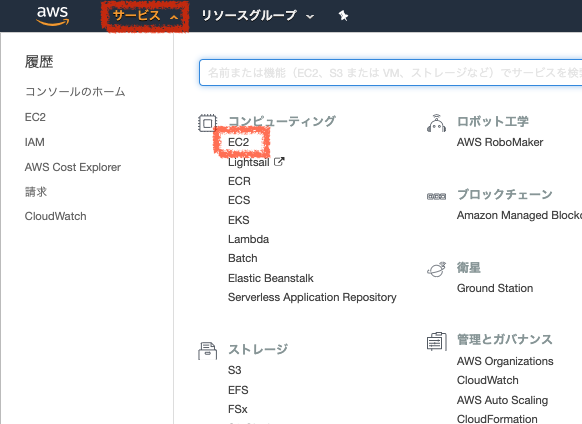 aws
サービス
リソースグループ
履歴
コンソールのホーム
EC2
IAM
AWS Cost Explorer
請求
CloudWatch
名前または機能（EC2、S3 または VM、ストレージなど）でサービスを検
コンピューティング
EC2
Lightsail
ECR
ECS
EKS
Lambda
Batch
Elastic Beanstalk
Serverless Application Repository
ストレージ
S3
EFS
FSx
ロボット工学
AWS RoboMaker
ブロックチェーン
Amazon Managed Blockc
衛星
Ground Station
管理とガバナンス
AWS Organizations
CloudWatch
AWS Auto Scaling
CloudFormation